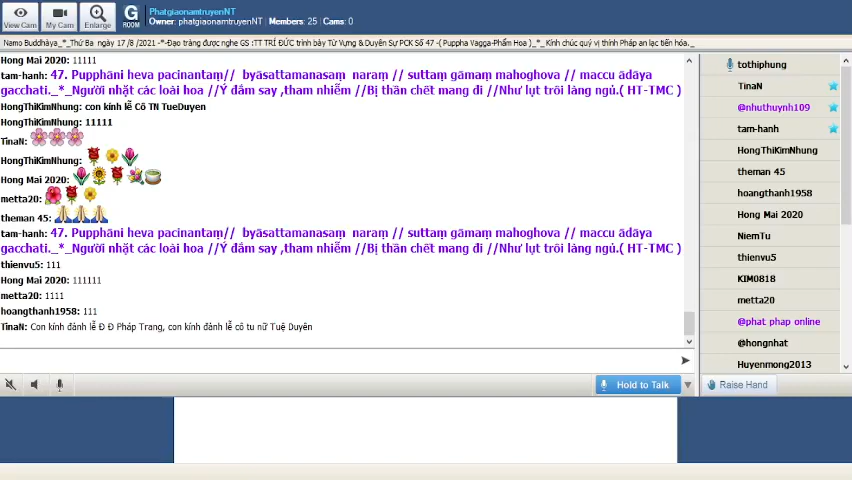 PhatgiaonamtruyenNT
Owner: phatgiaonamtruyenNT | Members: 25 | Cams: 0
View Cam
My Cam
Enlarge
G
ROOM
Namo Buddhàya_*_Thứ Ba ngày 17 /8 /2021 -*-Đạo tràng được nghe GS :TT TRÍ ĐỨC trình bày Từ Vựng & Duyên Sự PCK Số 47 -( Puppha Vagga-Phẩm Hoa )_*_ Kính chúc quý vị thính Pháp an lạc tiến hóa._
Hong Mai 2020: 11111
tam-hanh: 47. Pupphāni heva pacinantaṃ// byāsattamanasaṃ naraṃ // suttaṃ gāmaṃ mahoghova // maccu ādāya
gacchati._*_Người nhặt các loài hoa //Ý đắm say ,tham nhiễm //Bị thần chết mang đi //Như lụt trôi làng ngủ.( HT-TMC )
HongThiKimNhung: con kính lễ Cô TN TueDuyen
HongThiKimNhung: 11111
TinaN:
HongThiKimNhung:
Hong Mai 2020:
metta20:
theman 45:
tam-hanh: 47. Pupphāni heva pacinantaṃ// byāsattamanasaṃ naraṃ // suttaṃ gāmaṃ mahoghova // maccu ādāya
gacchati._*_Người nhặt các loài hoa //Ý đắm say ,tham nhiễm //Bị thần chết mang đi //Như lụt trôi làng ngủ.( HT-TMC )
thienvu5: 111
Hong Mai 2020: 111111
metta20: 1111
hoangthanh1958: 111
TinaN: Con kính đảnh lễ Đ Đ Pháp Trang, con kính đảnh lễ cô tu nữ Tuệ Duyên
tothiphung
TinaN
@nhuthuynh109
tam-hanh
HongThiKimNhung
theman 45
hoangthanh1958
Hong Mai 2020
NiemTu
thienvu5
KIM0818
metta20
@phat phap online
@hongnhat
Huyenmong2013
Hold to Talk
Raise Hand